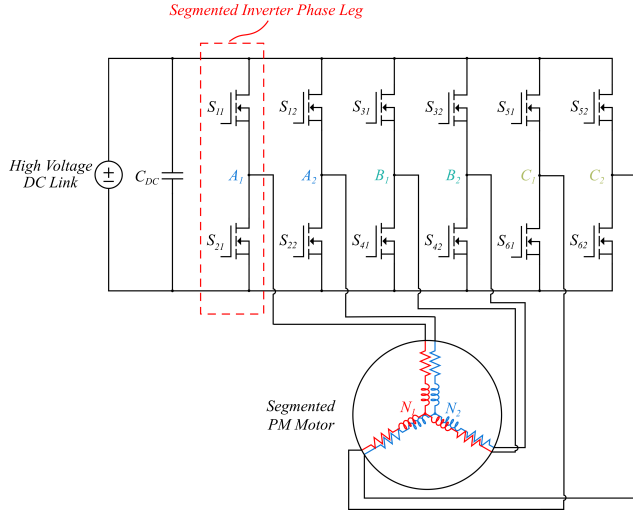 Segmented Inverter Phase Leg
S11 S12 S31 S32 S51 S52
High Voltage
DC Link
CDC
A1 A2 B1 B2 C1 C2
S21 S22 S41 S42 S61 S62
N1 N2
Segmented
PM Motor